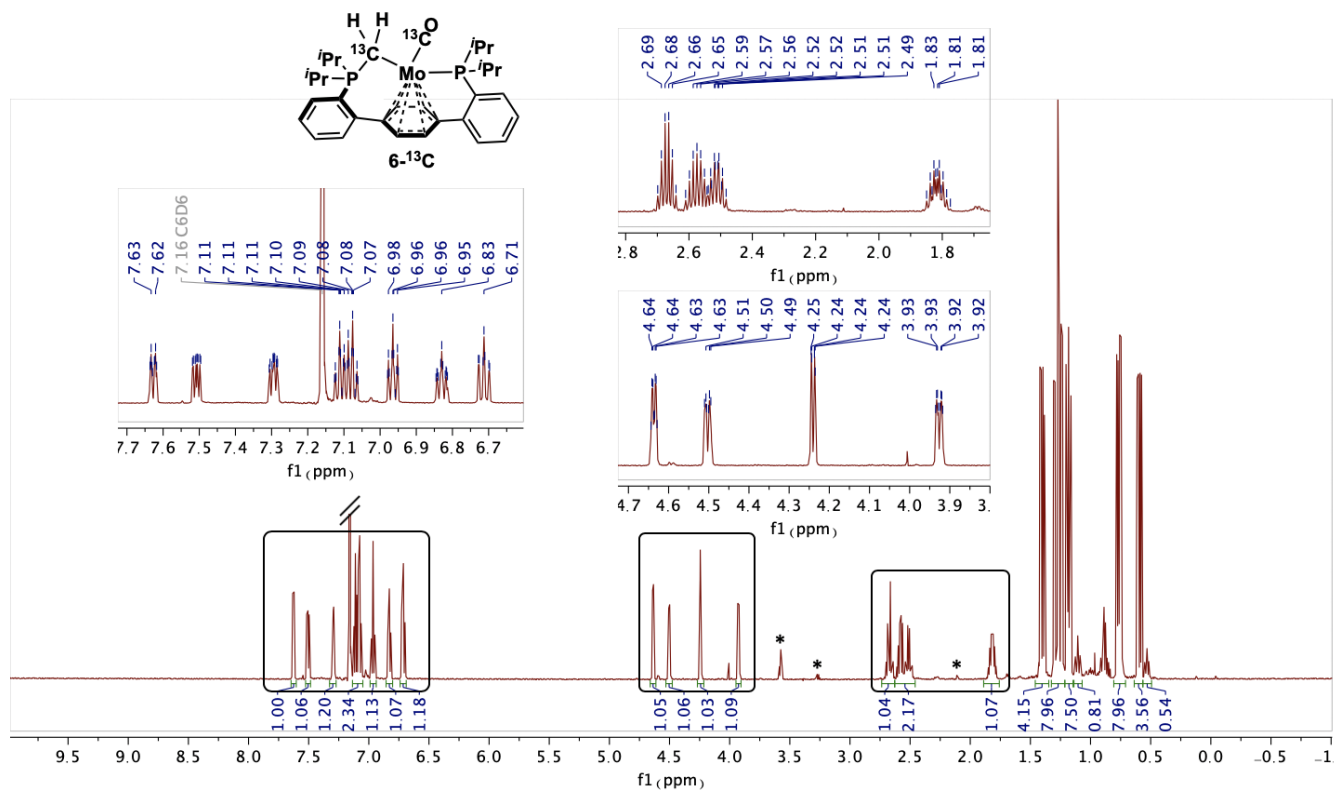 H H
13C 13C O
iPr iPr P Mo P iPr iPr
6-13C
7.63 7.62 7.16 C6D6 7.11 7.11 7.11 7.10 7.09 7.08 7.08 7.07 6.98 6.96 6.96 6.95 6.83 6.71
7.7 7.6 7.5 7.4 7.3 7.2 7.1 7.0 6.9 6.8 6.7
f1 (ppm)
2.69 2.68 2.66 2.65 2.59 2.57 2.56 2.52 2.52 2.51 2.51 2.49 1.83 1.81 1.81
2.8 2.6 2.4 2.2 2.0 1.8
f1 (ppm)
4.64 4.64 4.63 4.63 4.51 4.50 4.49 4.25 4.24 4.24 4.24 3.93 3.93 3.92 3.92
4.7 4.6 4.5 4.4 4.3 4.2 4.1 4.0 3.9 3.
f1 (ppm)
* * *
1.00 1.06 1.20 2.34 1.13 1.07 1.18 1.05 1.06 1.03 1.09 1.04 2.17 1.07 4.15 7.96 7.50 0.81 7.96 3.56 0.54
9.5 9.0 8.5 8.0 7.5 7.0 6.5 6.0 5.5 5.0 4.5 4.0 3.5 3.0 2.5 2.0 1.5 1.0 0.5 0.0 -0.5 -1.
f1 (ppm)